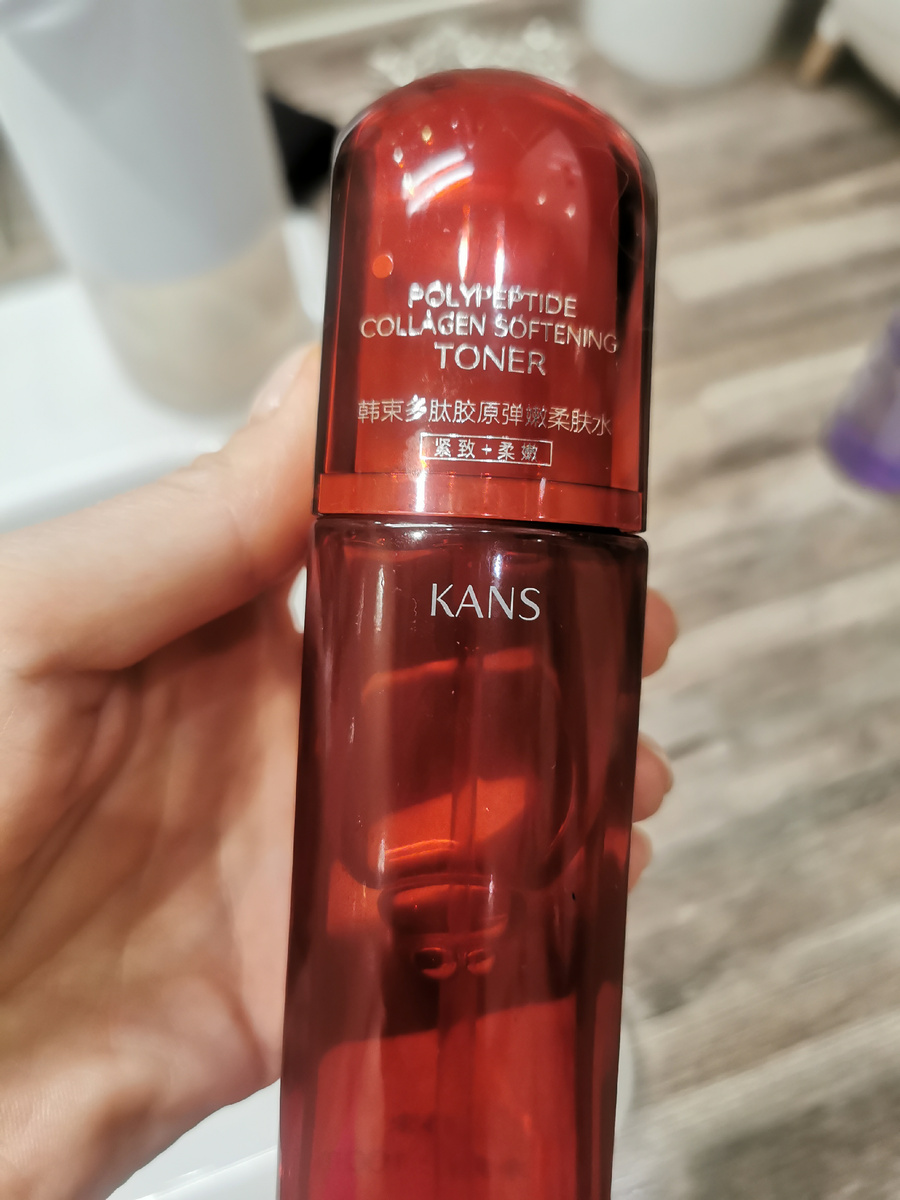 POLYPEPTIDE
COLLAGEN SOFTENING
TONER
韩束多肽胶原弹嫩柔肤水
紧致+柔嫩
KANS